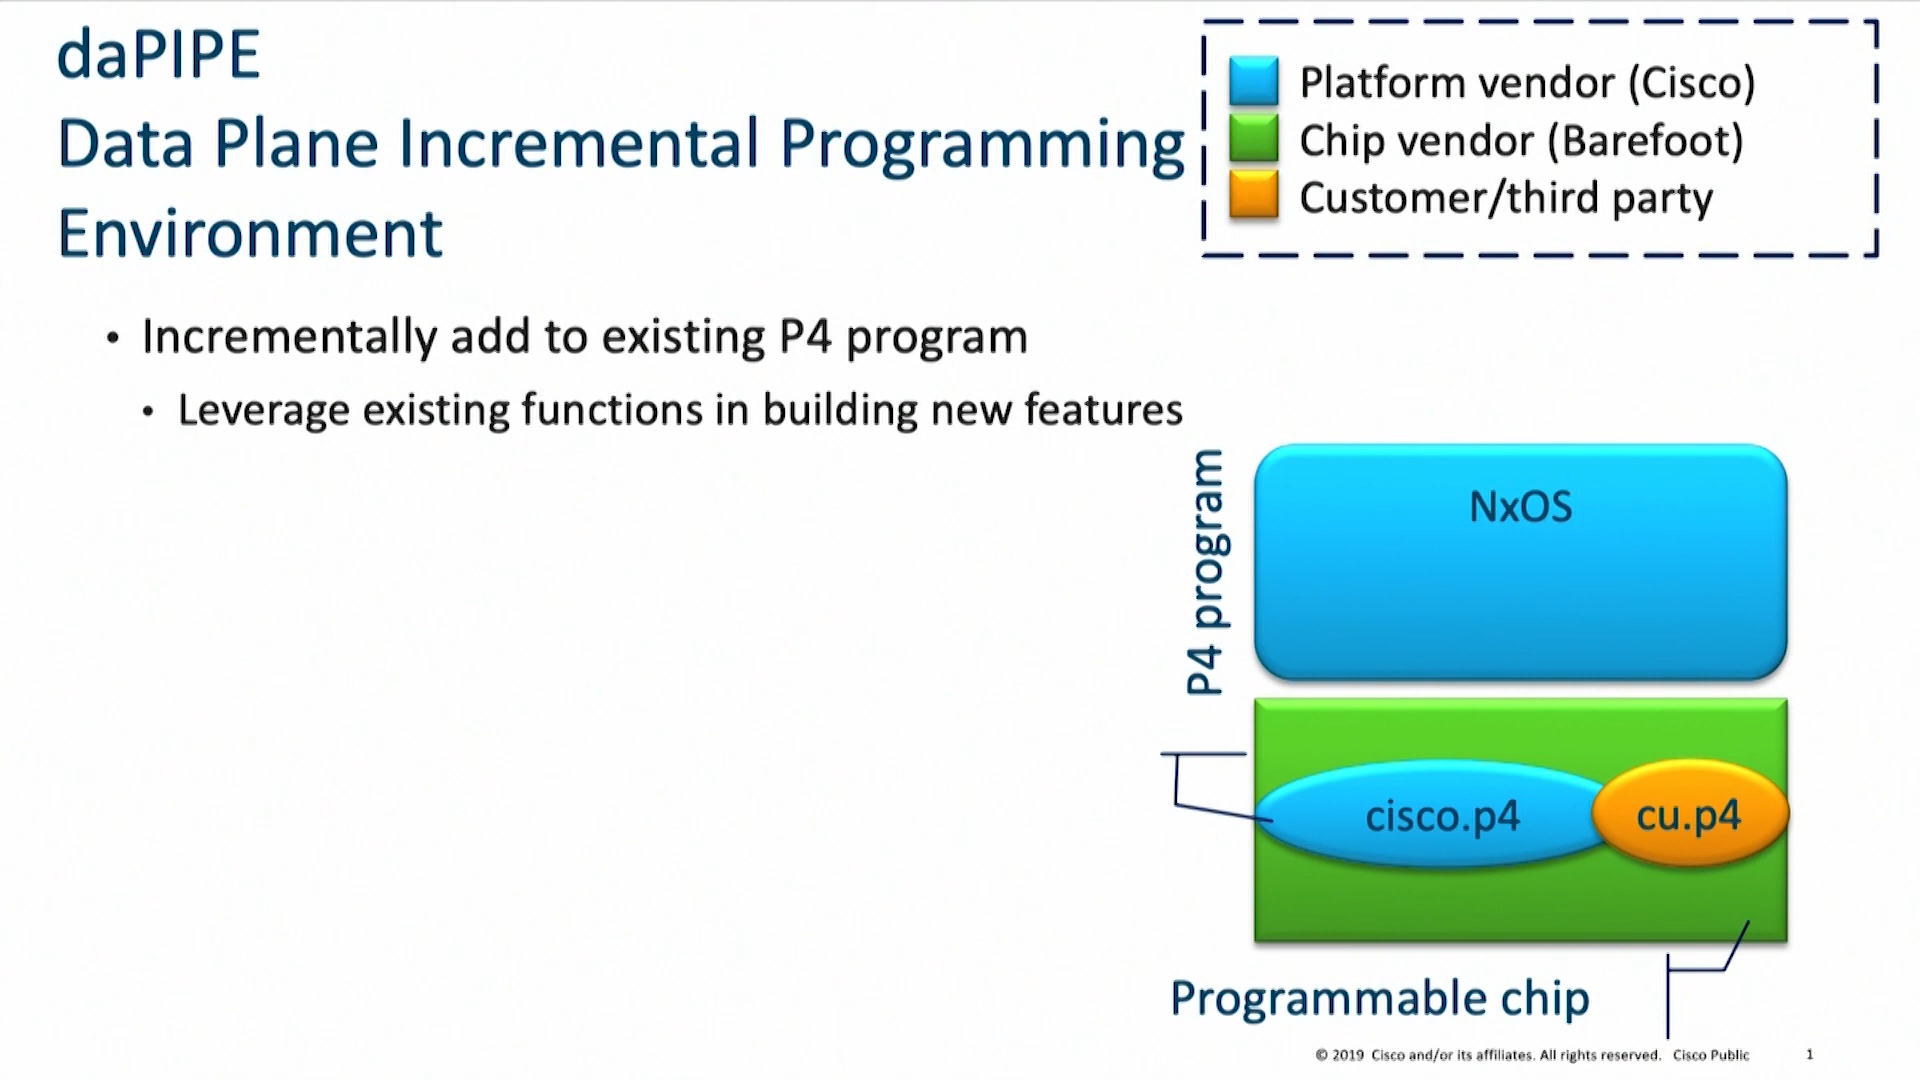 daPIPE
Data Plane Incremental Programming
Environment
Platform vendor (Cisco)
Chip vendor (Barefoot)
Customer/third party
• Incrementally add to existing P4 program
• Leverage existing functions in building new features
P4 program
NxOS
cisco.p4
cu.p4
Programmable chip
© 2019 Cisco and/or its affiliates. All rights reserved. Cisco Public
1